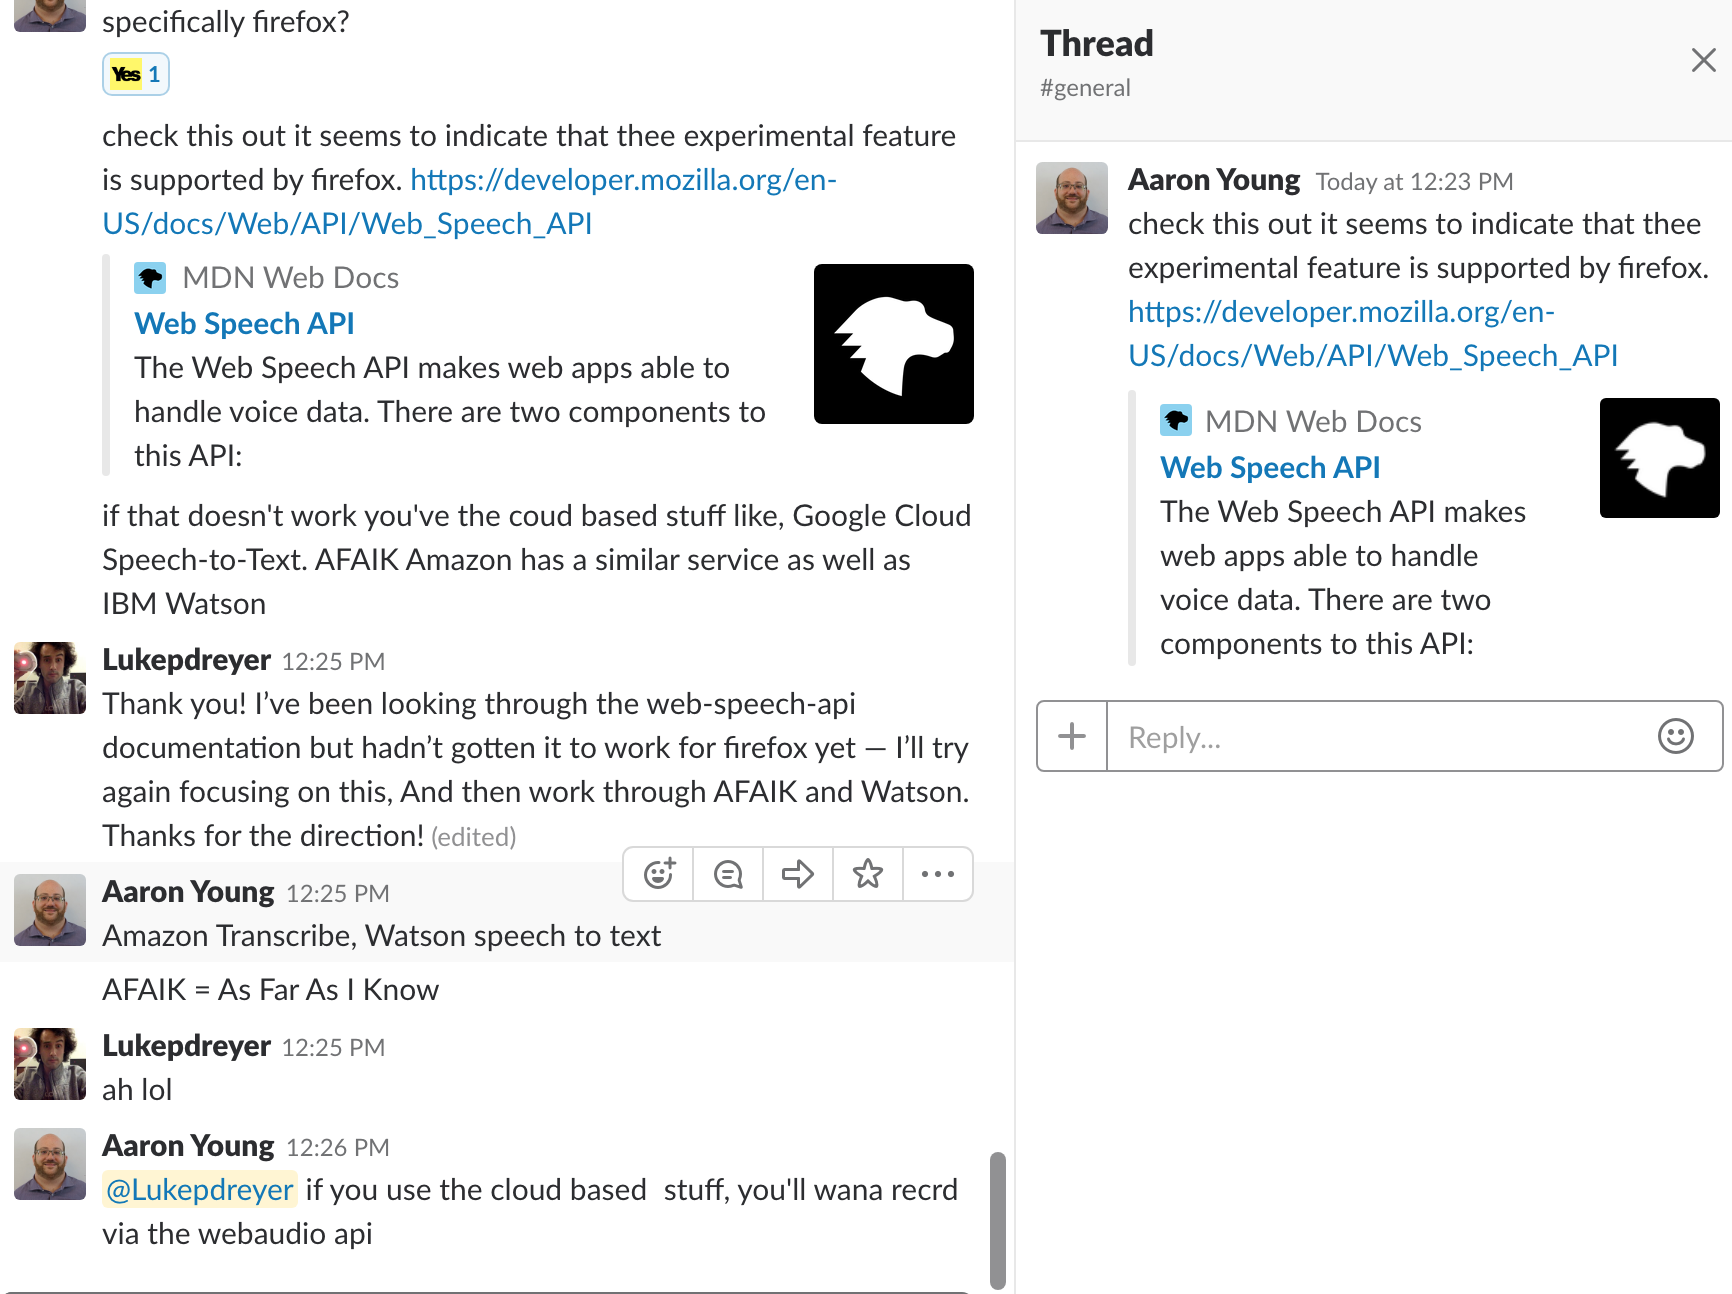 specifically firefox?
Yes 1
check this out it seems to indicate that thee experimental feature
is supported by firefox. https://developer.mozilla.org/en-
US/docs/Web/API/Web_Speech_API
MDN Web Docs
Web Speech API
The Web Speech API makes web apps able to
handle voice data. There are two components to
this API:
if that doesn't work you've the coud based stuff like, Google Cloud
Speech-to-Text. AFAIK Amazon has a similar service as well as
IBM Watson
Lukepdreyer 12:25 PM
Thank you! I’ve been looking through the web-speech-api
documentation but hadn’t gotten it to work for firefox yet — I’ll try
again focusing on this, And then work through AFAIK and Watson.
Thanks for the direction! (edited)
Aaron Young 12:25 PM
Amazon Transcribe, Watson speech to text
AFAIK = As Far As I Know
Lukepdreyer 12:25 PM
ah lol
Aaron Young 12:26 PM
@Lukepdreyer if you use the cloud based  stuff, you'll wana recrd
via the webaudio api
Thread
#general
Aaron Young Today at 12:23 PM
check this out it seems to indicate that thee
experimental feature is supported by firefox.
https://developer.mozilla.org/en-
US/docs/Web/API/Web_Speech_API
MDN Web Docs
Web Speech API
The Web Speech API makes
web apps able to handle
voice data. There are two
components to this API:
Reply...